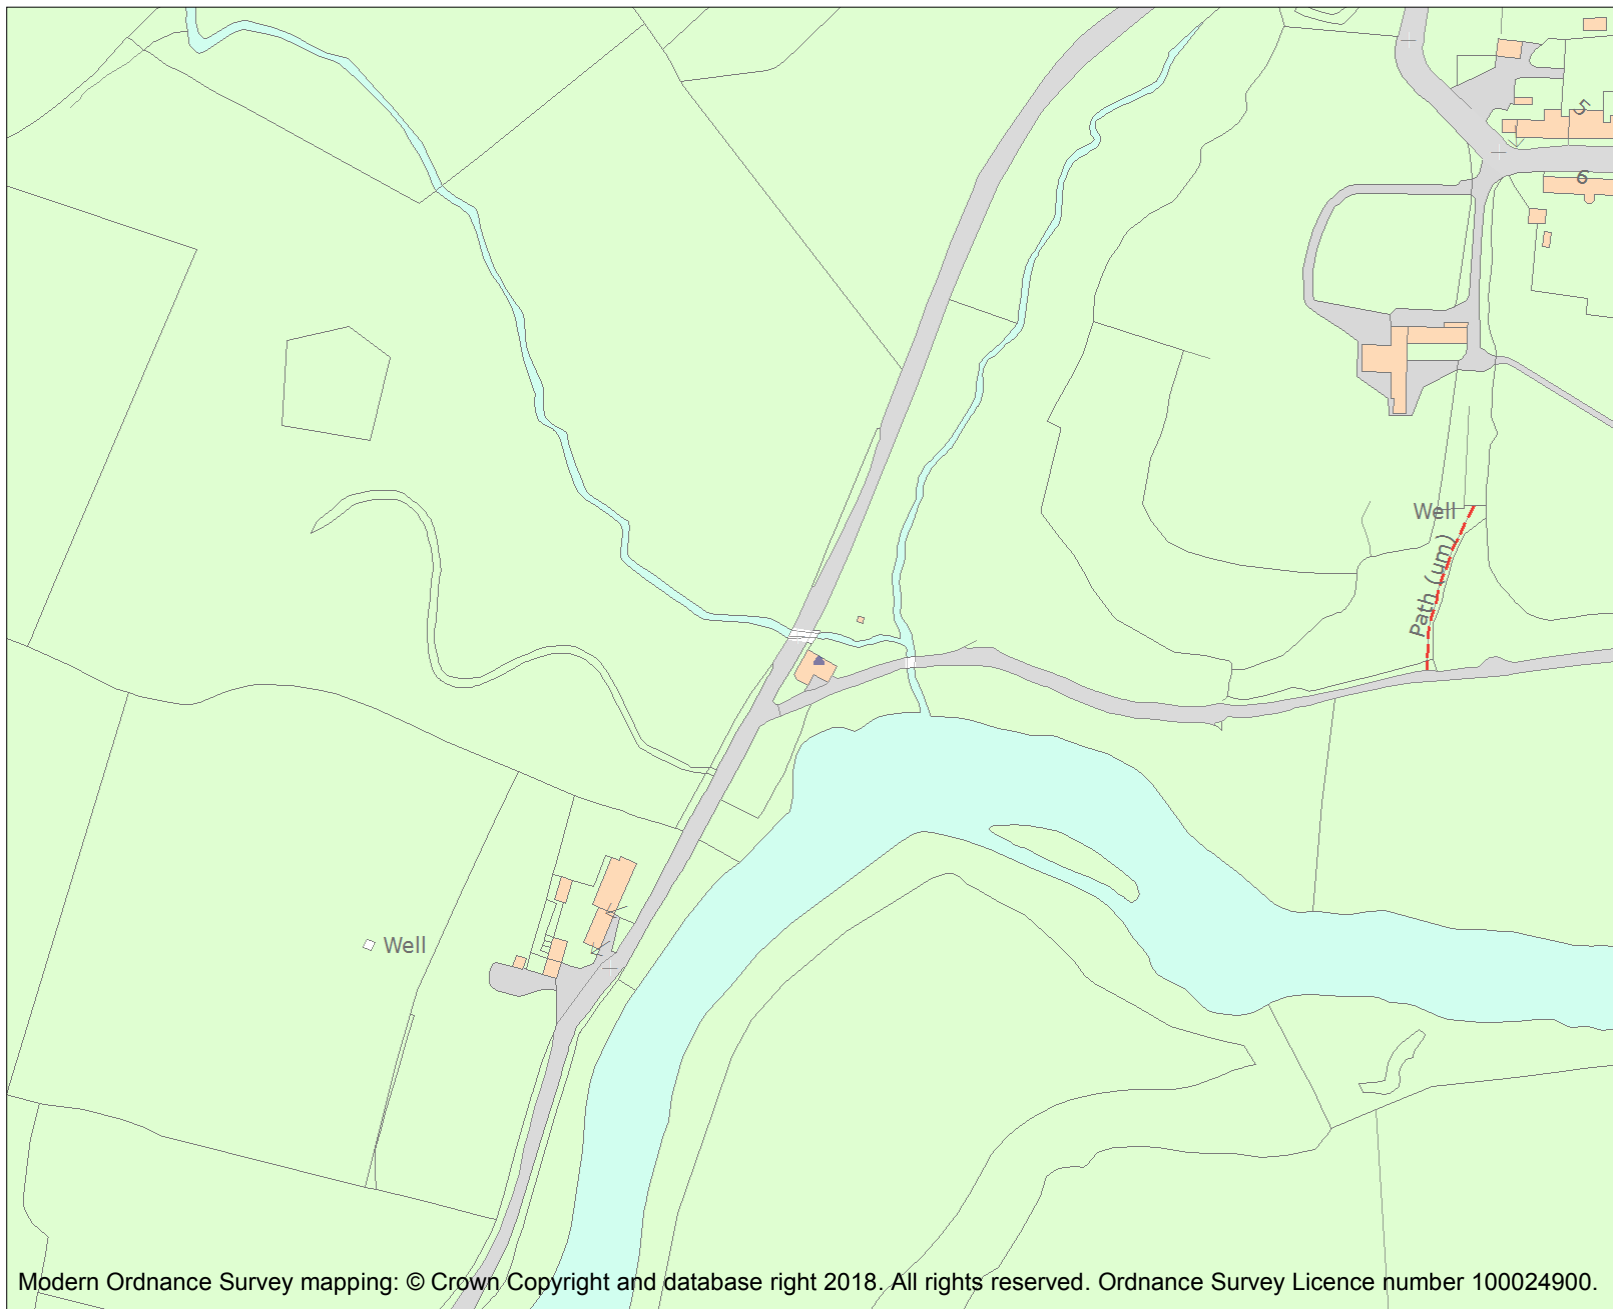 5
6
Well
Path (um)
Well
Modern Ordnance Survey mapping: © Crown Copyright and database right 2018. All rights reserved. Ordnance Survey Licence number 100024900.